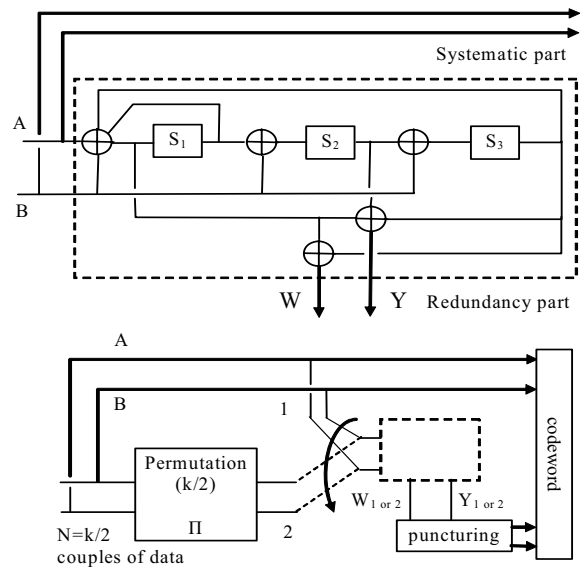 Systematic part
A
S1
S2
S3
B
W
Y
Redundancy part
A
B
1
codeword
Permutation
(k/2)
Π
W1 or 2
Y1 or 2
2
N=k/2
couples of data
puncturing